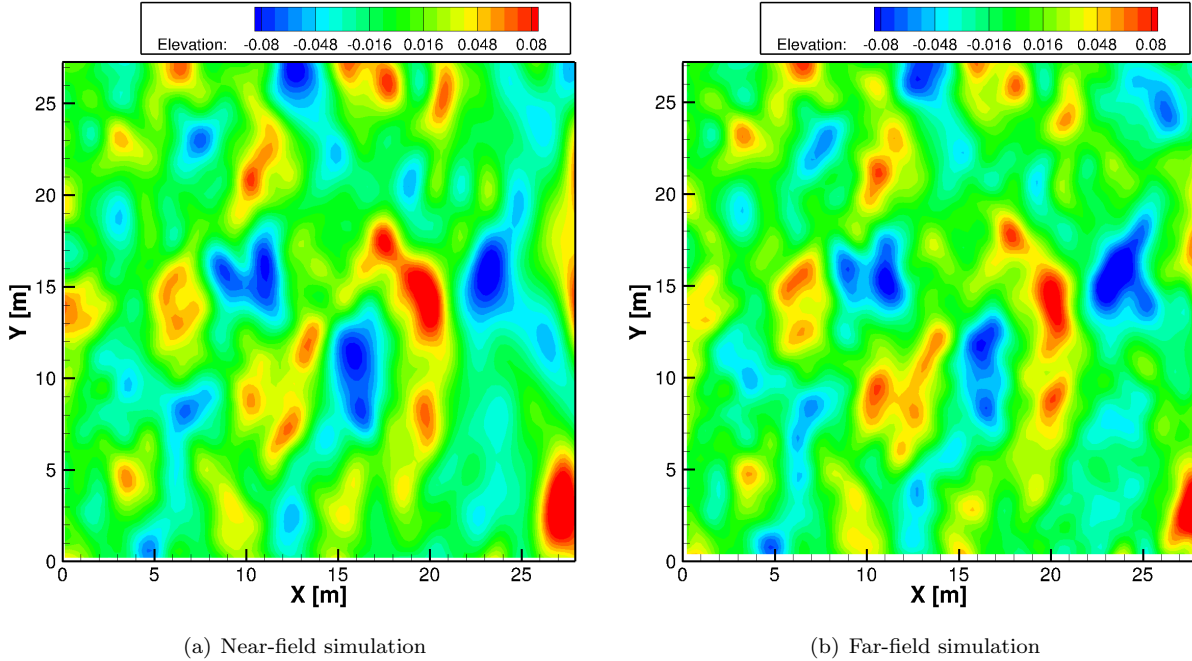 Elevation: -0.08 -0.048 -0.016 0.016 0.048 0.08
Y [m]
25
20
15
10
5
0
0 5 10 15 20 25
X [m]
(a) Near-field simulation
Elevation: -0.08 -0.048 -0.016 0.016 0.048 0.08
Y [m]
25
20
15
10
5
0
0 5 10 15 20 25
X [m]
(b) Far-field simulation